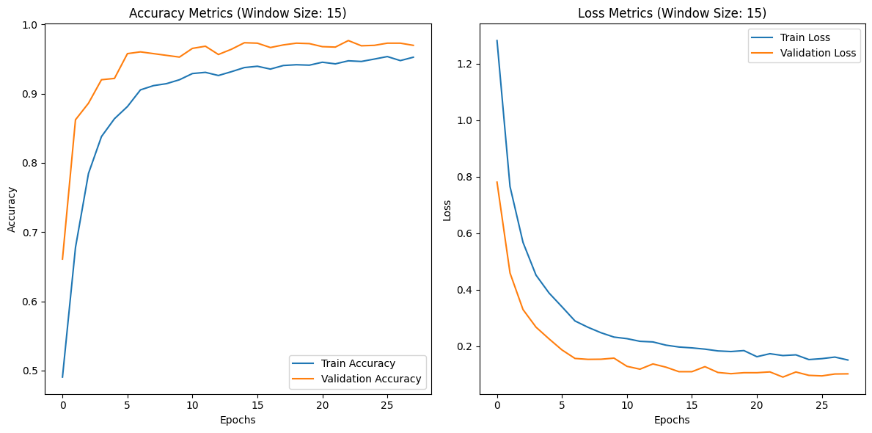 Accuracy Metrics (Window Size: 15)
1.0
0.9
0.8
0.7
0.6
0.5
Accuracy
0
5
10
15
20
25
Epochs
Train Accuracy
Validation Accuracy
Loss Metrics (Window Size: 15)
1.2
1.0
0.8
0.6
0.4
0.2
Loss
0
5
10
15
20
25
Epochs
Train Loss
Validation Loss